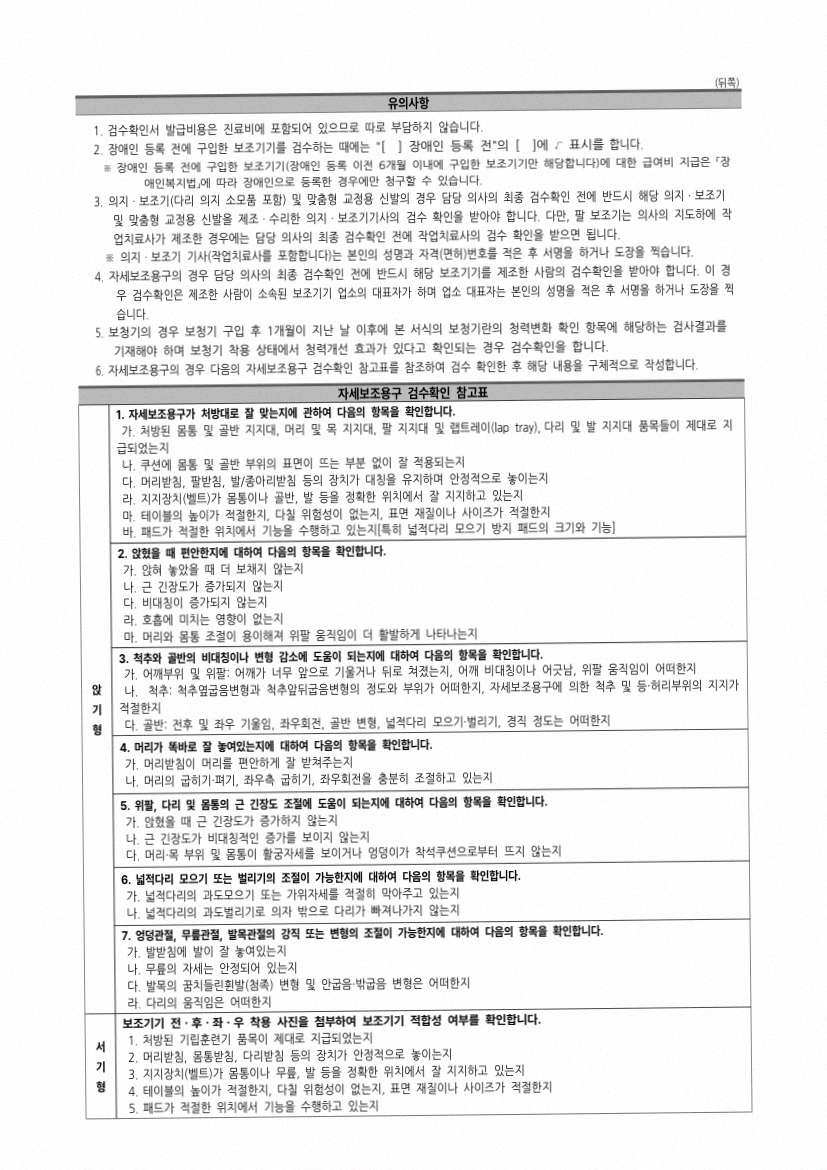 (뒤쪽)
유의사항
1. 검수확인서 발급비용은 진료비에 포함되어 있으므로 따로 부담하지 않습니다.
2. 장애인 등록 전에 구입한 보조기기를 검수하는 때에는 "[ ] 장애인 등록 전"의 [ ]에 √ 표시를 합니다.
※ 장애인 등록 전에 구입한 보조기기(장애인 등록 이전 6개월 이내에 구입한 보조기기만 해당합니다)에 대한 급여비 지급은 「장
애인복지법」에 따라 장애인으로 등록한 경우에만 청구할 수 있습니다.
3. 의지ㆍ보조기(다리 의지 소모품 포함) 및 맞춤형 교정용 신발의 경우 담당 의사의 최종 검수확인 전에 반드시 해당 의지ㆍ보조기
및 맞춤형 교정용 신발을 제조ㆍ수리한 의지ㆍ보조기기사의 검수 확인을 받아야 합니다. 다만, 팔 보조기는 의사의 지도하에 작
업치료사가 제조한 경우에는 담당 의사의 최종 검수확인 전에 작업치료사의 검수 확인을 받으면 됩니다.
※ 의지ㆍ보조기 기사(작업치료사를 포함합니다)는 본인의 성명과 자격(면허)번호를 적은 후 서명을 하거나 도장을 찍습니다.
4. 자세보조용구의 경우 담당 의사의 최종 검수확인 전에 반드시 해당 보조기기를 제조한 사람의 검수확인을 받아야 합니다. 이 경
우 검수확인은 제조한 사람이 소속된 보조기기 업소의 대표자가 하며 업소 대표자는 본인의 성명을 적은 후 서명을 하거나 도장을 찍
습니다.
5. 보청기의 경우 보청기 구입 후 1개월이 지난 날 이후에 본 서식의 보청기란의 청력변화 확인 항목에 해당하는 검사결과를
기재해야 하며 보청기 착용 상태에서 청력개선 효과가 있다고 확인되는 경우 검수확인을 합니다.
6. 자세보조용구의 경우 다음의 자세보조용구 검수확인 참고표를 참조하여 검수 확인한 후 해당 내용을 구체적으로 작성합니다.
자세보조용구 검수확인 참고표
앉기형
1. 자세보조용구가 처방대로 잘 맞는지에 관하여 다음의 항목을 확인합니다.
가. 처방된 몸통 및 골반 지지대, 머리 및 목 지지대, 팔 지지대 및 랩트레이(lap tray), 다리 및 발 지지대 품목들이 제대로 지
급되었는지
나. 쿠션에 몸통 및 골반 부위의 표면이 뜨는 부분 없이 잘 적용되는지
다. 머리받침, 팔받침, 발/종아리받침 등의 장치가 대칭을 유지하며 안정적으로 놓이는지
라. 지지장치(벨트)가 몸통이나 골반, 발 등을 정확한 위치에서 잘 지지하고 있는지
마. 테이블의 높이가 적절한지, 다칠 위험성이 없는지, 표면 재질이나 사이즈가 적절한지
바. 패드가 적절한 위치에서 기능을 수행하고 있는지[특히 넓적다리 모으기 방지 패드의 크기와 기능]
2. 앉혔을 때 편안한지에 대하여 다음의 항목을 확인합니다.
가. 앉혀 놓았을 때 더 보채지 않는지
나. 근 긴장도가 증가되지 않는지
다. 비대칭이 증가되지 않는지
라. 호흡에 미치는 영향이 없는지
마. 머리와 몸통 조절이 용이해져 위팔 움직임이 더 활발하게 나타나는지
3. 척추와 골반의 비대칭이나 변형 감소에 도움이 되는지에 대하여 다음의 항목을 확인합니다.
가. 어깨부위 및 위팔: 어깨가 너무 앞으로 기울거나 뒤로 쳐졌는지, 어깨 비대칭이나 어긋남, 위팔 움직임이 어떠한지
나. 척추: 척추옆굽음변형과 척추앞뒤굽음변형의 정도와 부위가 어떠한지, 자세보조용구에 의한 척추 및 등·허리부위의 지지가
적절한지
다. 골반: 전후 및 좌우 기울임, 좌우회전, 골반 변형, 넓적다리 모으기·벌리기, 경직 정도는 어떠한지
4. 머리가 똑바로 잘 놓여있는지에 대하여 다음의 항목을 확인합니다.
가. 머리받침이 머리를 편안하게 잘 받쳐주는지
나. 머리의 굽히기·펴기, 좌우측 굽히기, 좌우회전을 충분히 조절하고 있는지
5. 위팔, 다리 및 몸통의 근 긴장도 조절에 도움이 되는지에 대하여 다음의 항목을 확인합니다.
가. 앉혔을 때 근 긴장도가 증가하지 않는지
나. 근 긴장도가 비대칭적인 증가를 보이지 않는지
다. 머리·목 부위 및 몸통이 활궁자세를 보이거나 엉덩이가 착석쿠션으로부터 뜨지 않는지
6. 넓적다리 모으기 또는 벌리기의 조절이 가능한지에 대하여 다음의 항목을 확인합니다.
가. 넓적다리의 과도모으기 또는 가위자세를 적절히 막아주고 있는지
나. 넓적다리의 과도벌리기로 의자 밖으로 다리가 빠져나가지 않는지
7. 엉덩관절, 무릎관절, 발목관절의 강직 또는 변형의 조절이 가능한지에 대하여 다음의 항목을 확인합니다.
가. 발받침에 발이 잘 놓여있는지
나. 무릎의 자세는 안정되어 있는지
다. 발목의 꿈치들린휜발(첨족) 변형 및 안굽음·밖굽음 변형은 어떠한지
라. 다리의 움직임은 어떠한지
서기형
보조기기 전ㆍ후ㆍ좌ㆍ우 착용 사진을 첨부하여 보조기기 적합성 여부를 확인합니다.
1. 처방된 기립훈련기 품목이 제대로 지급되었는지
2. 머리받침, 몸통받침, 다리받침 등의 장치가 안정적으로 놓이는지
3. 지지장치(벨트)가 몸통이나 무릎, 발 등을 정확한 위치에서 잘 지지하고 있는지
4. 테이블의 높이가 적절한지, 다칠 위험성이 없는지, 표면 재질이나 사이즈가 적절한지
5. 패드가 적절한 위치에서 기능을 수행하고 있는지